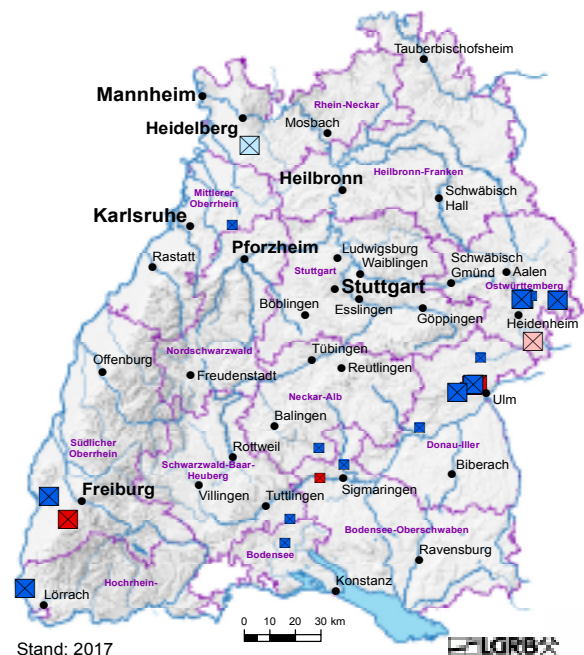 Tauberbischofsheim
Mannheim
Rhein-Neckar
Heidelberg
Mosbach
Heilbronn-Franken
Heilbronn
Mittlerer
Oberrhein
Schwäbisch
Hall
Karlsruhe
Pforzheim
Ludwigsburg
Waiblingen
Schwäbisch
Gmünd
Aalen
Rastatt
Stuttgart
Stuttgart
Ostwürttemberg
Böblingen
Esslingen
Göppingen
Heidenheim
Nordschwarzwald
Tübingen
Reutlingen
Offenburg
Freudenstadt
Neckar-Alb
Ulm
Balingen
Südlicher
Oberrhein
Rottweil
Donau-Iller
Schwarzwald-Baar-
Heuberg
Biberach
Freiburg
Villingen
Tuttlingen
Sigmaringen
Bodensee-Oberschwaben
Bodensee
Ravensburg
Hochrhein-
Konstanz
Lörrach
0 10 20 30 km
Stand: 2017
LGRB